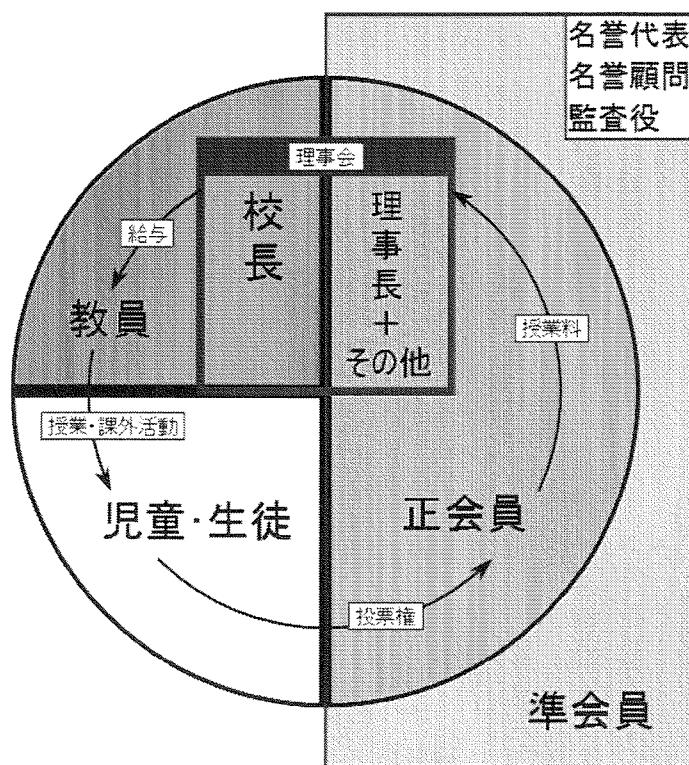 名誉代表
名誉顧問
監査役
理事会
校長
理事長+その他
給与
教員
授業料
授業・課外活動
児童・生徒
正会員
投票権
準会員